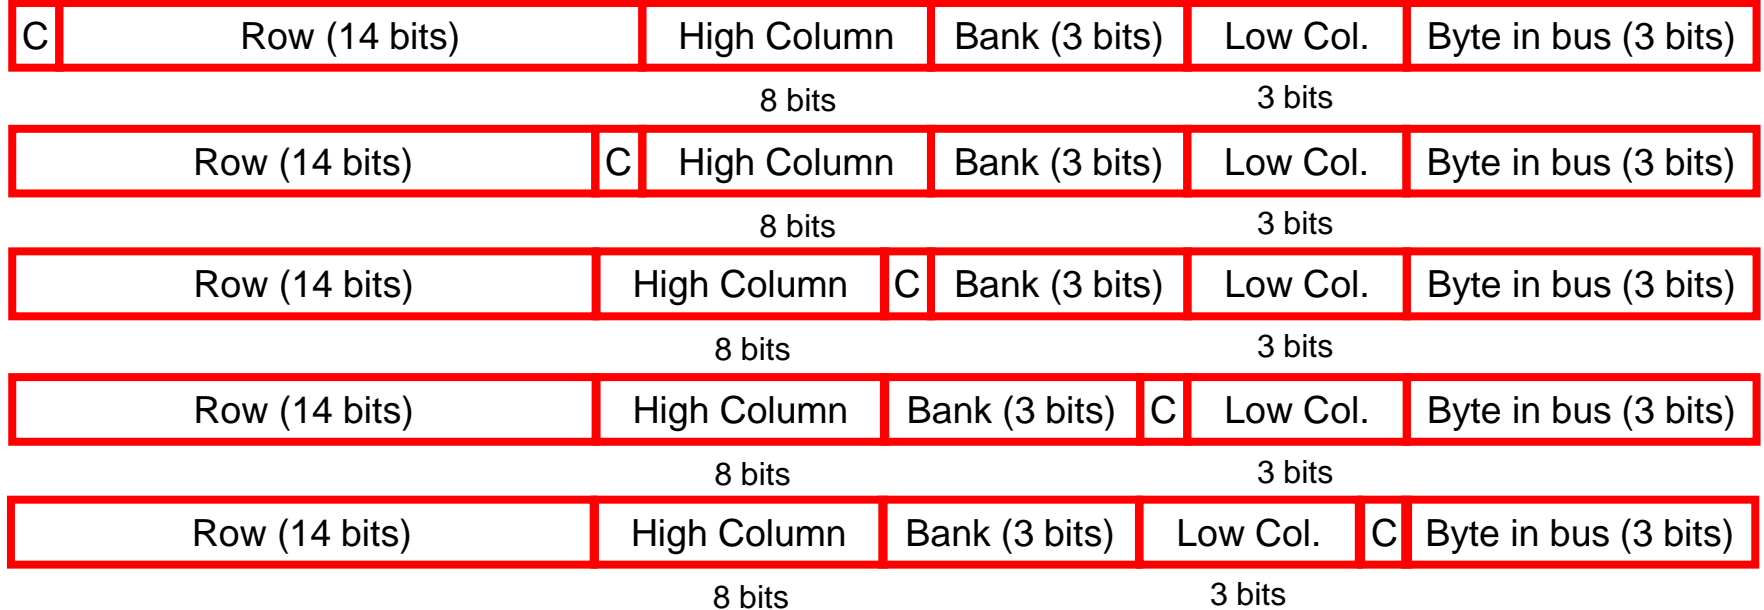 C Row (14 bits) High Column Bank (3 bits) Low Col. Byte in bus (3 bits)
8 bits 3 bits
Row (14 bits) C High Column Bank (3 bits) Low Col. Byte in bus (3 bits)
8 bits 3 bits
Row (14 bits) High Column C Bank (3 bits) Low Col. Byte in bus (3 bits)
8 bits 3 bits
Row (14 bits) High Column Bank (3 bits) C Low Col. Byte in bus (3 bits)
8 bits 3 bits
Row (14 bits) High Column Bank (3 bits) Low Col. C Byte in bus (3 bits)
8 bits 3 bits